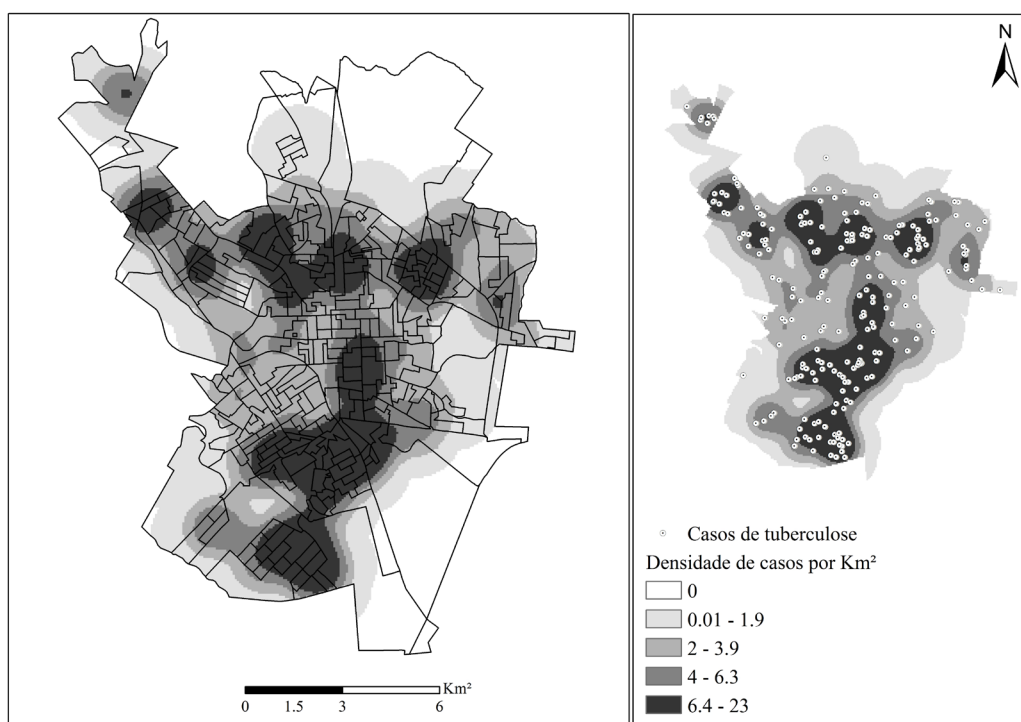 N
Casos de tuberculose
Densidade de casos por Km²
0
0.01 - 1.9
2 - 3.9
4 - 6.3
6.4 - 23
Km²
0 1.5 3 6